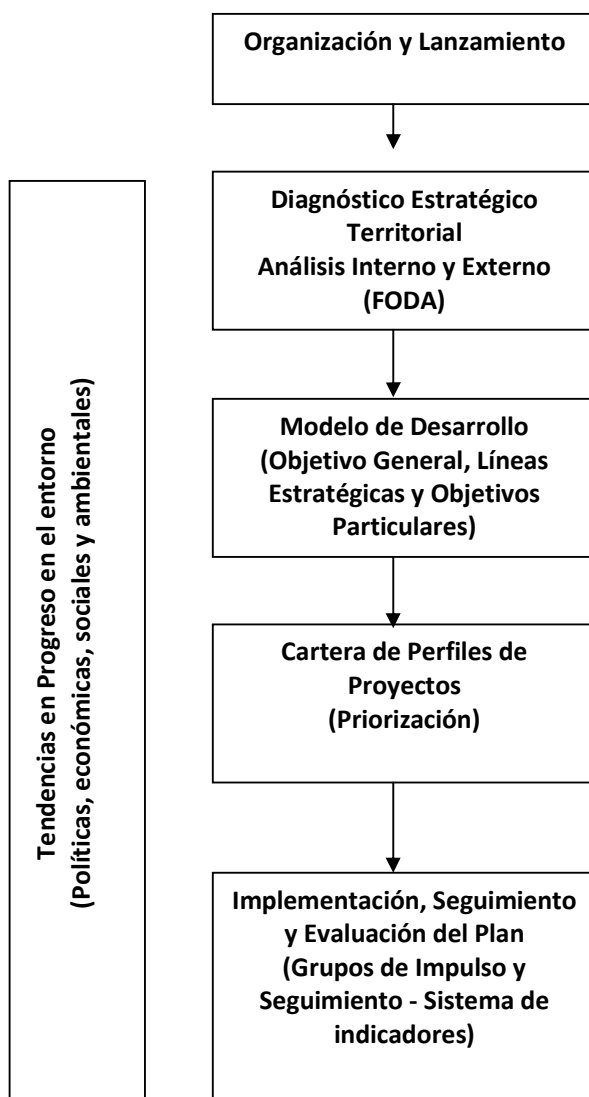 Organización y Lanzamiento
Diagnóstico Estratégico
Territorial
Análisis Interno y Externo
(FODA)
Modelo de Desarrollo
(Objetivo General, Líneas
Estratégicas y Objetivos
Particulares)
Cartera de Perfiles de
Proyectos
(Priorización)
Implementación, Seguimiento
y Evaluación del Plan
(Grupos de Impulso y
Seguimiento - Sistema de
indicadores)
Tendencias en Progreso en el entorno
(Políticas, económicas, sociales y ambientales)